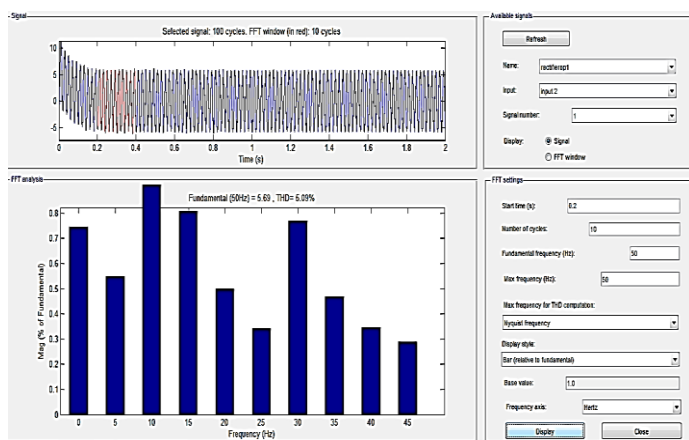 Signal
Selected signal: 100 cycles. FFT window (in red): 10 cycles
10
5
0
-5
0 0.2 0.4 0.6 0.8 1 1.2 1.4 1.6 1.8 2
Time (s)
Available signals
Refresh
Name:
rectifierap1
Input:
input 2
Signal number:
1
Display:
Signal
FFT window
FFT analysis
Fundamental (50Hz) = 5.69 , THD= 5.09%
0.8
0.7
0.6
0.5
0.4
0.3
0.2
0.1
0
Mag (% of Fundamental)
0 5 10 15 20 25 30 35 40 45
Frequency (Hz)
FFT settings
Start time (s):
0.2
Number of cycles:
10
Fundamental frequency (Hz):
50
Max frequency (Hz):
50
Max frequency for THD computation:
Nyquist frequency
Display style:
Bar (relative to fundamental)
Base value:
1.0
Frequency axis:
Hertz
Display
Close